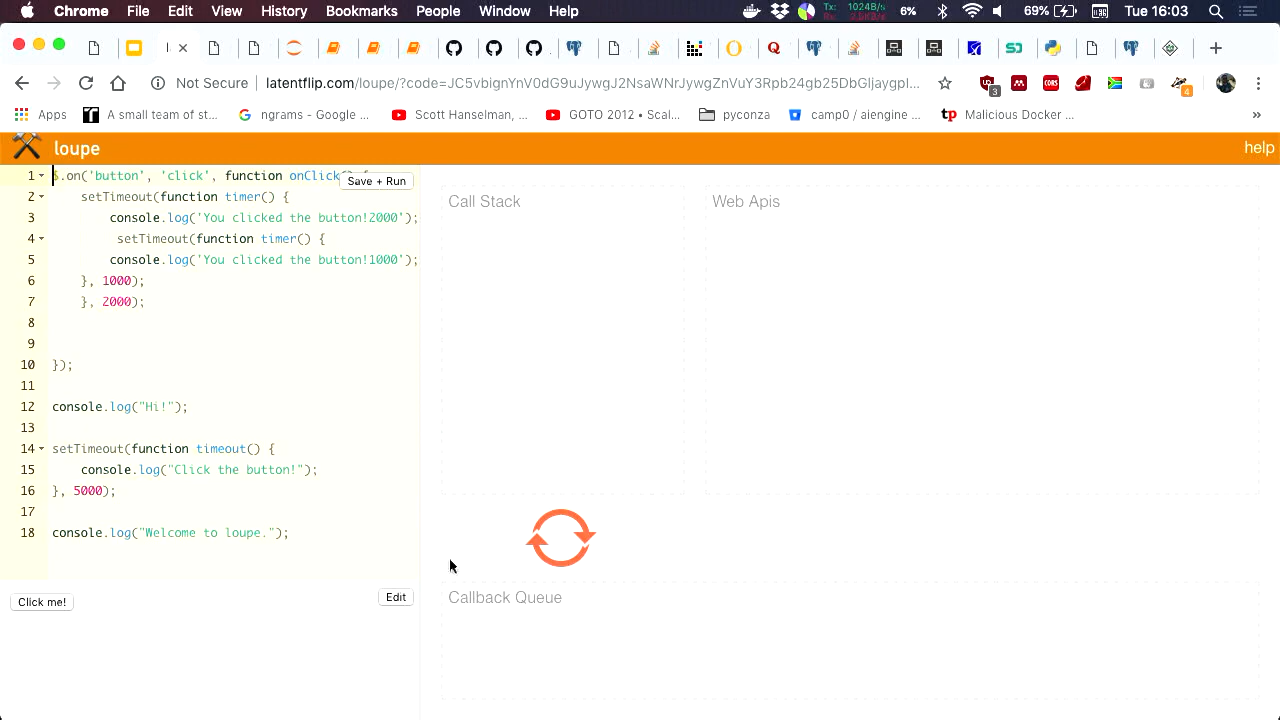 Chrome File Edit View History Bookmarks People Window Help Tx: 1024B/s 6% 69% Tue 16:03
Not Secure latentflip.com/loupe/?code=JC5vbignYnV0dG9uJywgJ2NsaWNrJywgZnVuY3Rpb24gb25DbGljaygpI...
3 4
Apps A small team of st... ngrams - Google ... Scott Hanselman, ... GOTO 2012 • Scal... pyconza camp0 / aiengine ... Malicious Docker ... »
loupe help
1 $.on('button', 'click', function onClick() {
Save + Run
2 setTimeout(function timer() {
3 console.log('You clicked the button!2000');
4 setTimeout(function timer() {
5 console.log('You clicked the button!1000');
6 }, 1000);
7 }, 2000);
8
9
10 });
11
12 console.log("Hi!");
13
14 setTimeout(function timeout() {
15 console.log("Click the button!");
16 }, 5000);
17
18 console.log("Welcome to loupe.");
Click me! Edit
Call Stack
Web Apis
Callback Queue